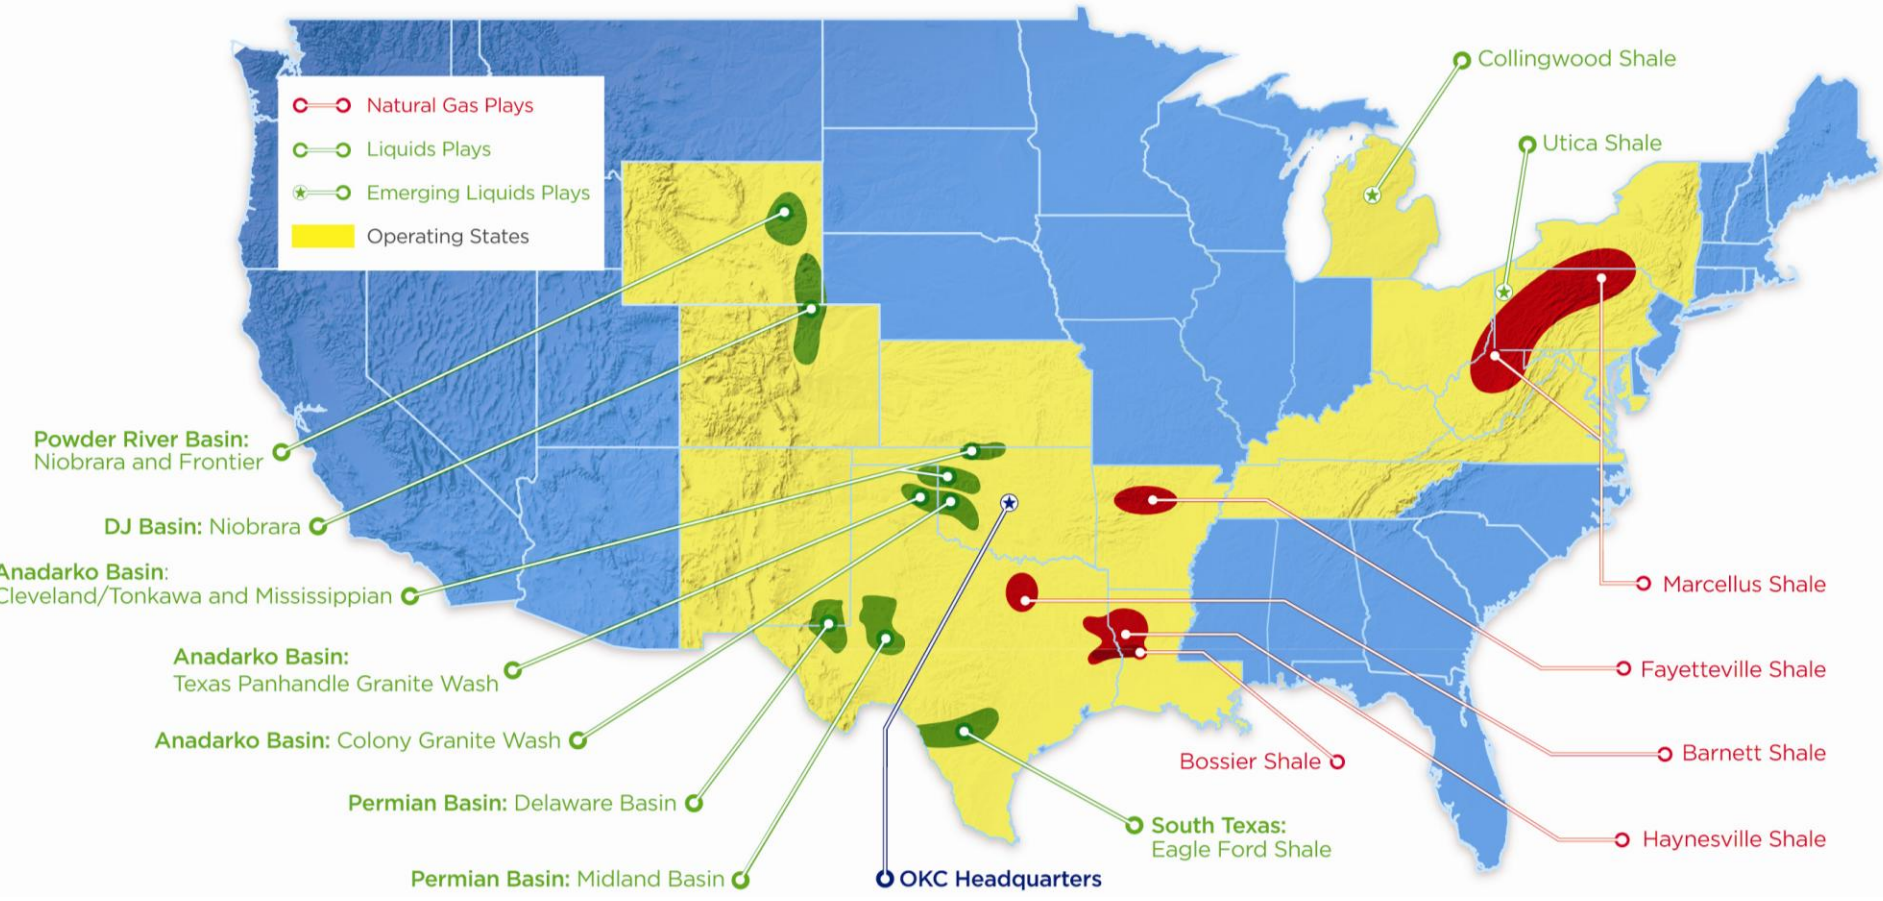 Natural Gas Plays
Liquids Plays
Emerging Liquids Plays
Operating States
Collingwood Shale
Utica Shale
Powder River Basin:
Niobrara and Frontier
DJ Basin: Niobrara
Anadarko Basin:
Cleveland/Tonkawa and Mississippian
Anadarko Basin:
Texas Panhandle Granite Wash
Anadarko Basin: Colony Granite Wash
Permian Basin: Delaware Basin
Permian Basin: Midland Basin
OKC Headquarters
South Texas:
Eagle Ford Shale
Bossier Shale
Marcellus Shale
Fayetteville Shale
Barnett Shale
Haynesville Shale